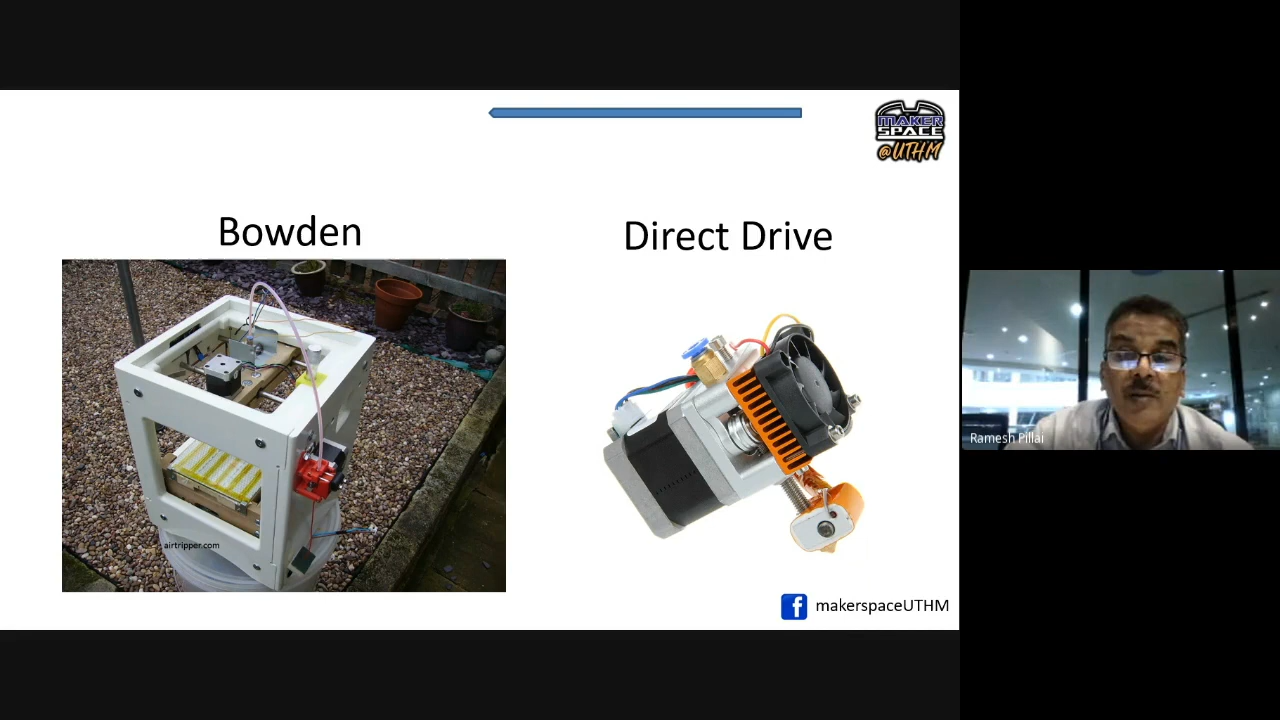 MAKER
SPACE
@UTHM
Bowden
Direct Drive
airtripper.com
Ramesh Pillai
makerspaceUTHM